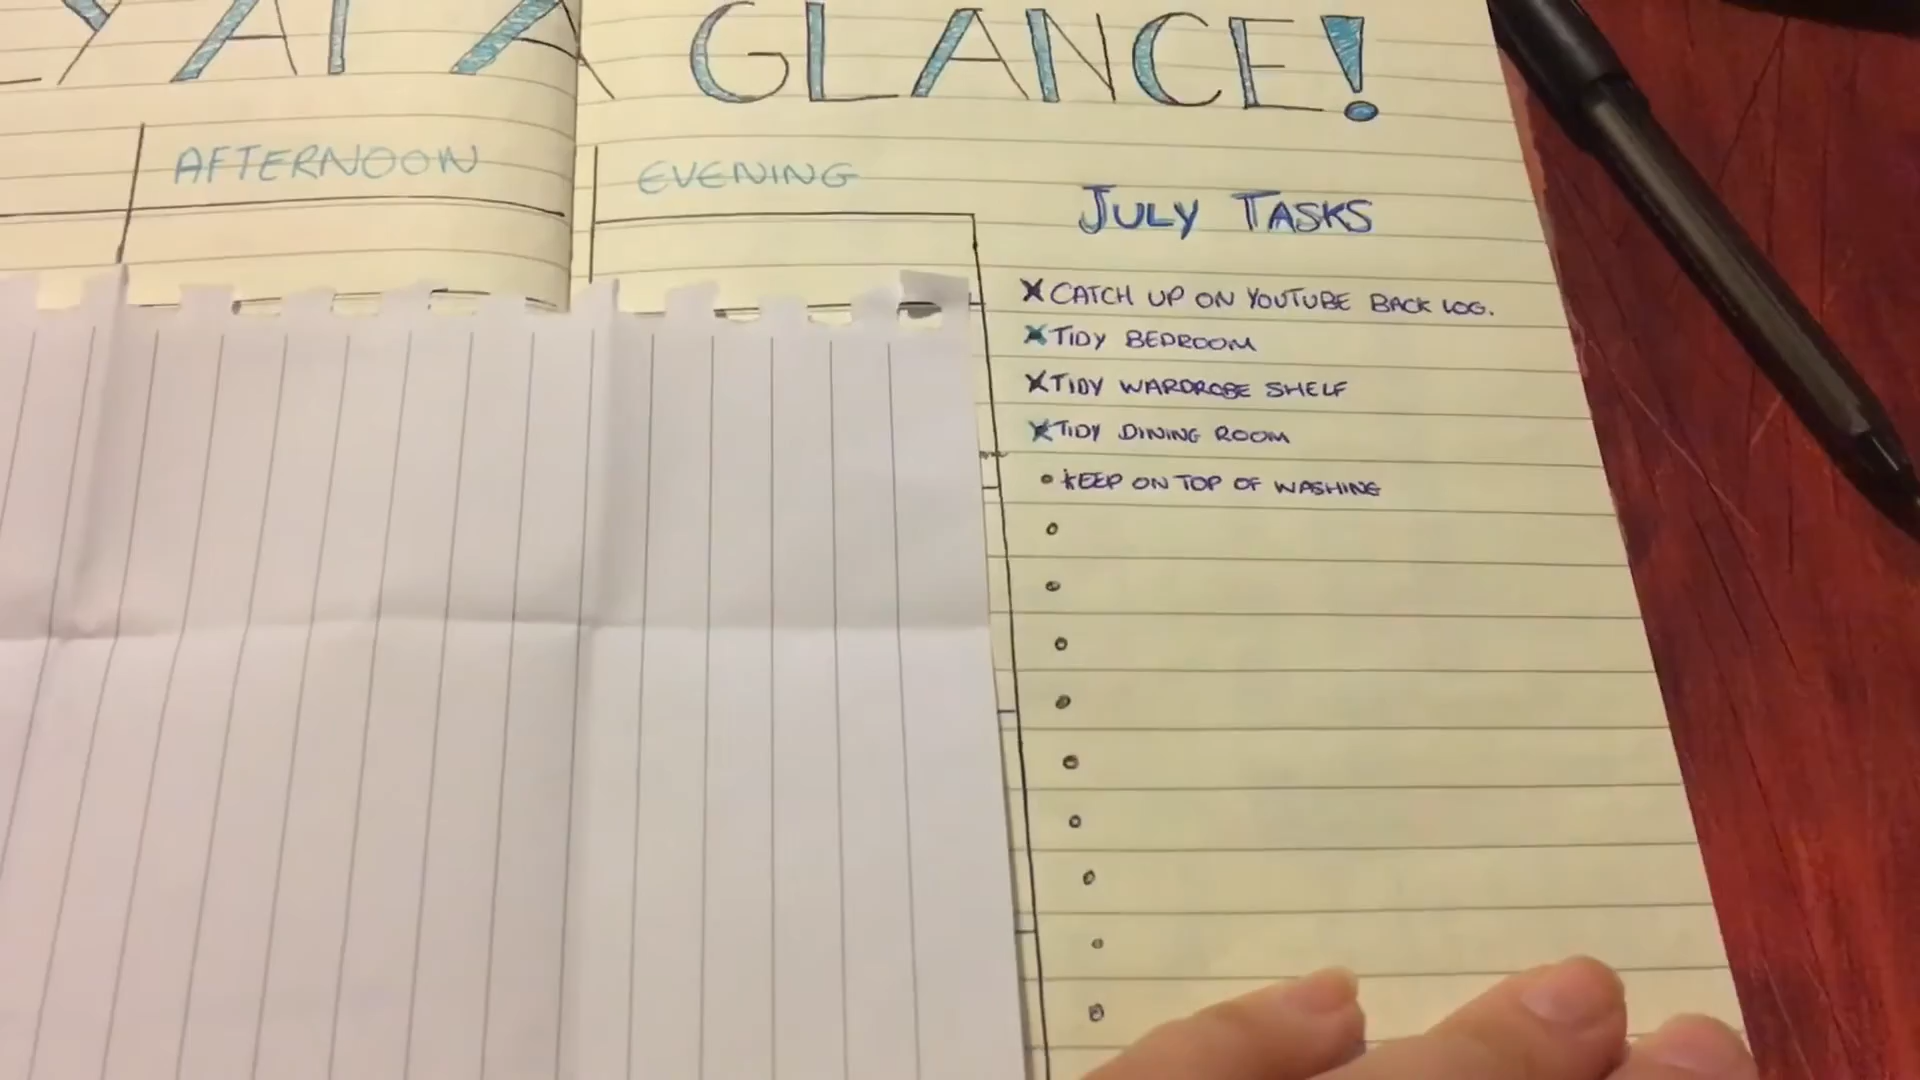 Y AT A GLANCE!
AFTERNOON
EVENING
JULY TASKS
X CATCH UP ON YOUTUBE BACK LOG.
X TIDY BEDROOM
X TIDY WARDROBE SHELF
X TIDY DINING ROOM
• KEEP ON TOP OF WASHING